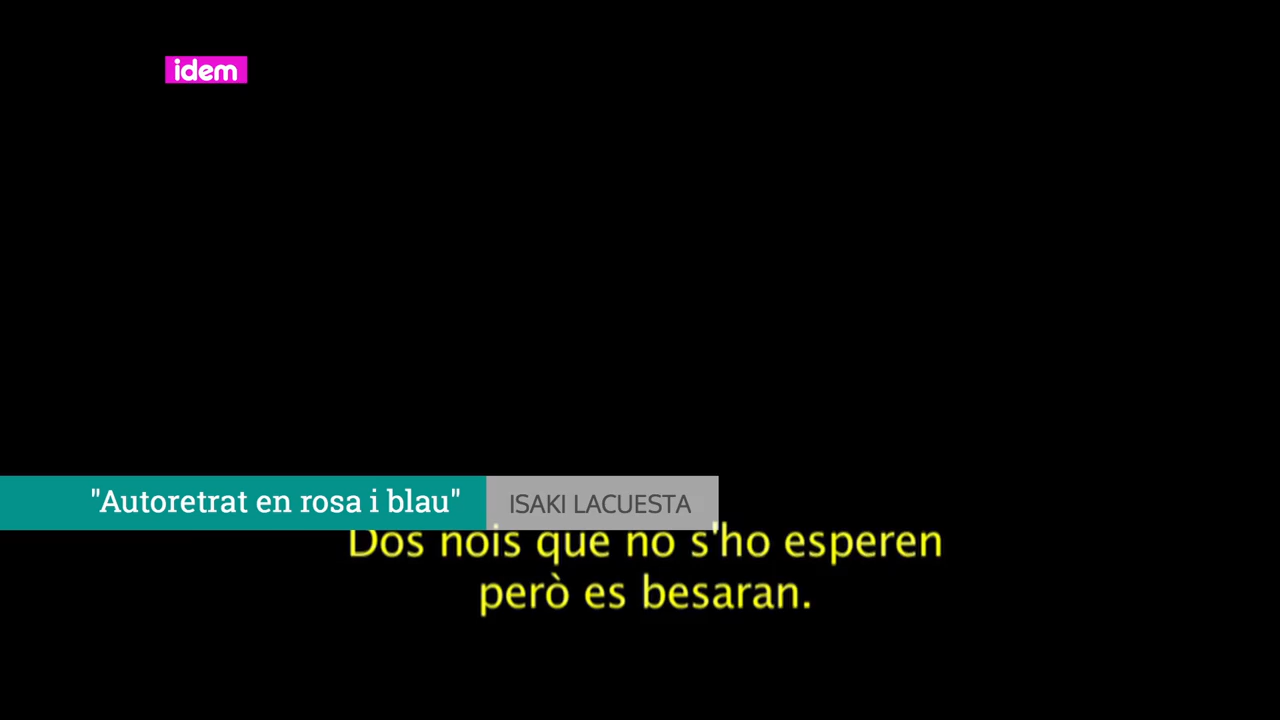 idem
"Autoretrat en rosa i blau"
ISAKI LACUESTA
Dos nois que no s'ho esperen
però es besaran.